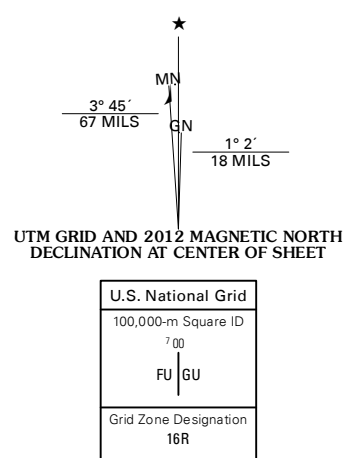 ★
MN
3° 45´
67 MILS
GN
1° 2´
18 MILS
UTM GRID AND 2012 MAGNETIC NORTH
DECLINATION AT CENTER OF SHEET
U.S. National Grid
100,000-m Square ID
7 00
FU GU
Grid Zone Designation
16R